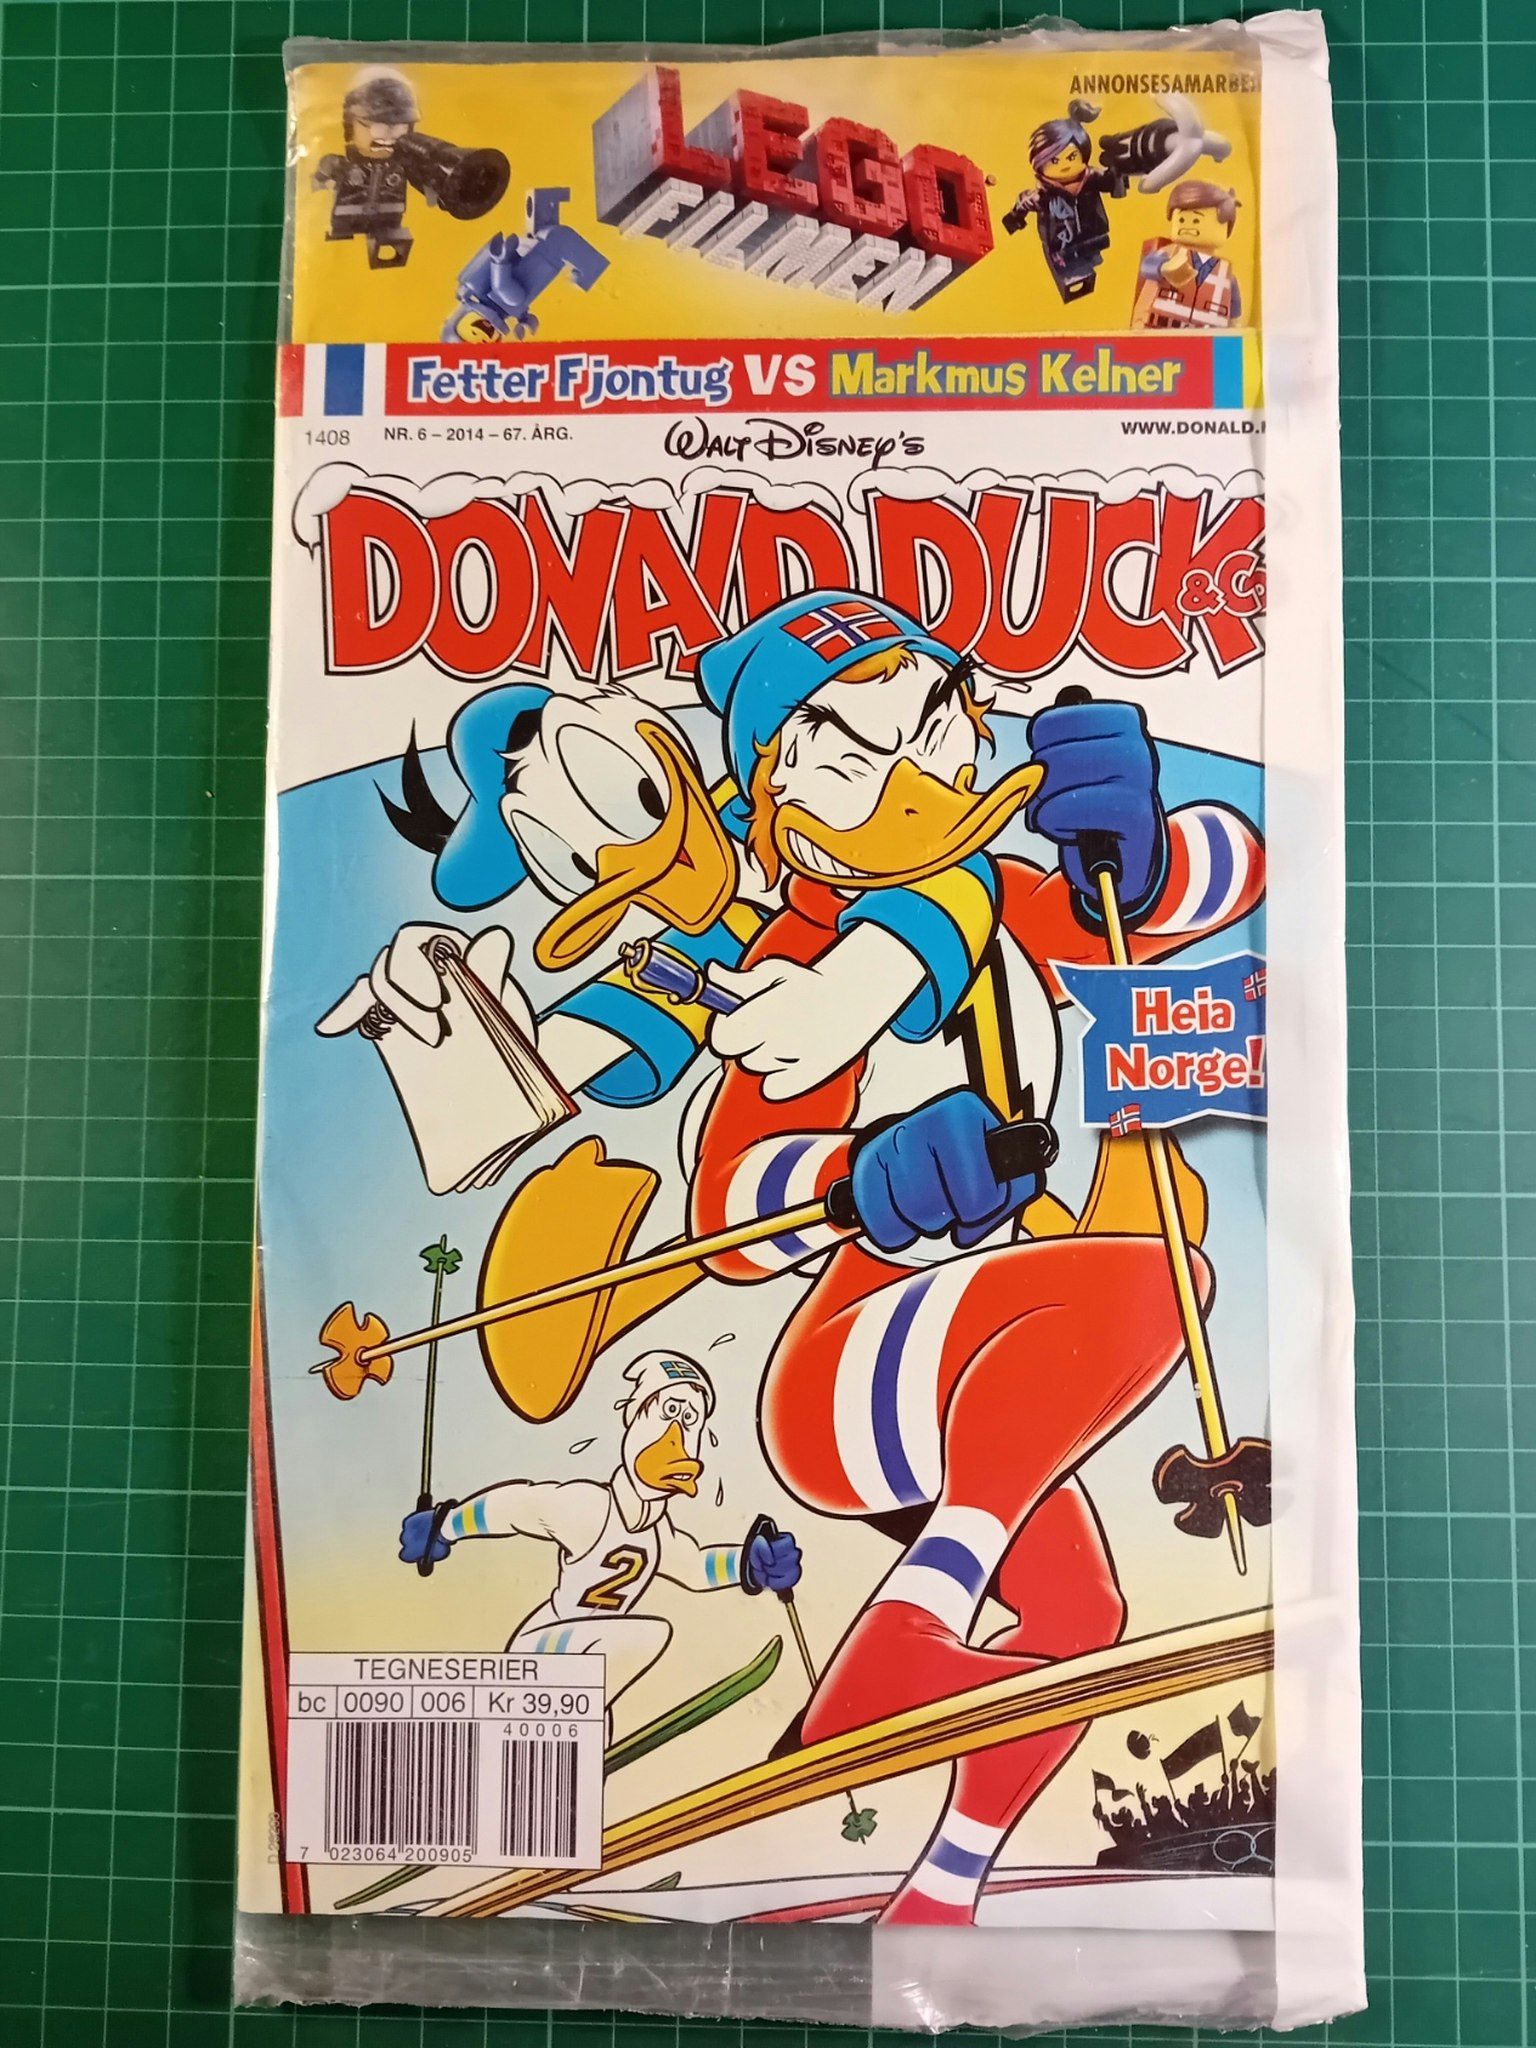 ANNONSESAMARBEI
LEGO
FILMEN
Fetter Fjontug VS Markmus Kelner
1408
NR. 6 – 2014 – 67. ÅRG.
WALT DISNEY'S
WWW.DONALD.
DONALD DUCK
& Co
1
Heia
Norge!
2
TEGNESERIER
bc 0090 006 Kr 39,90
40006
7 023064 200905